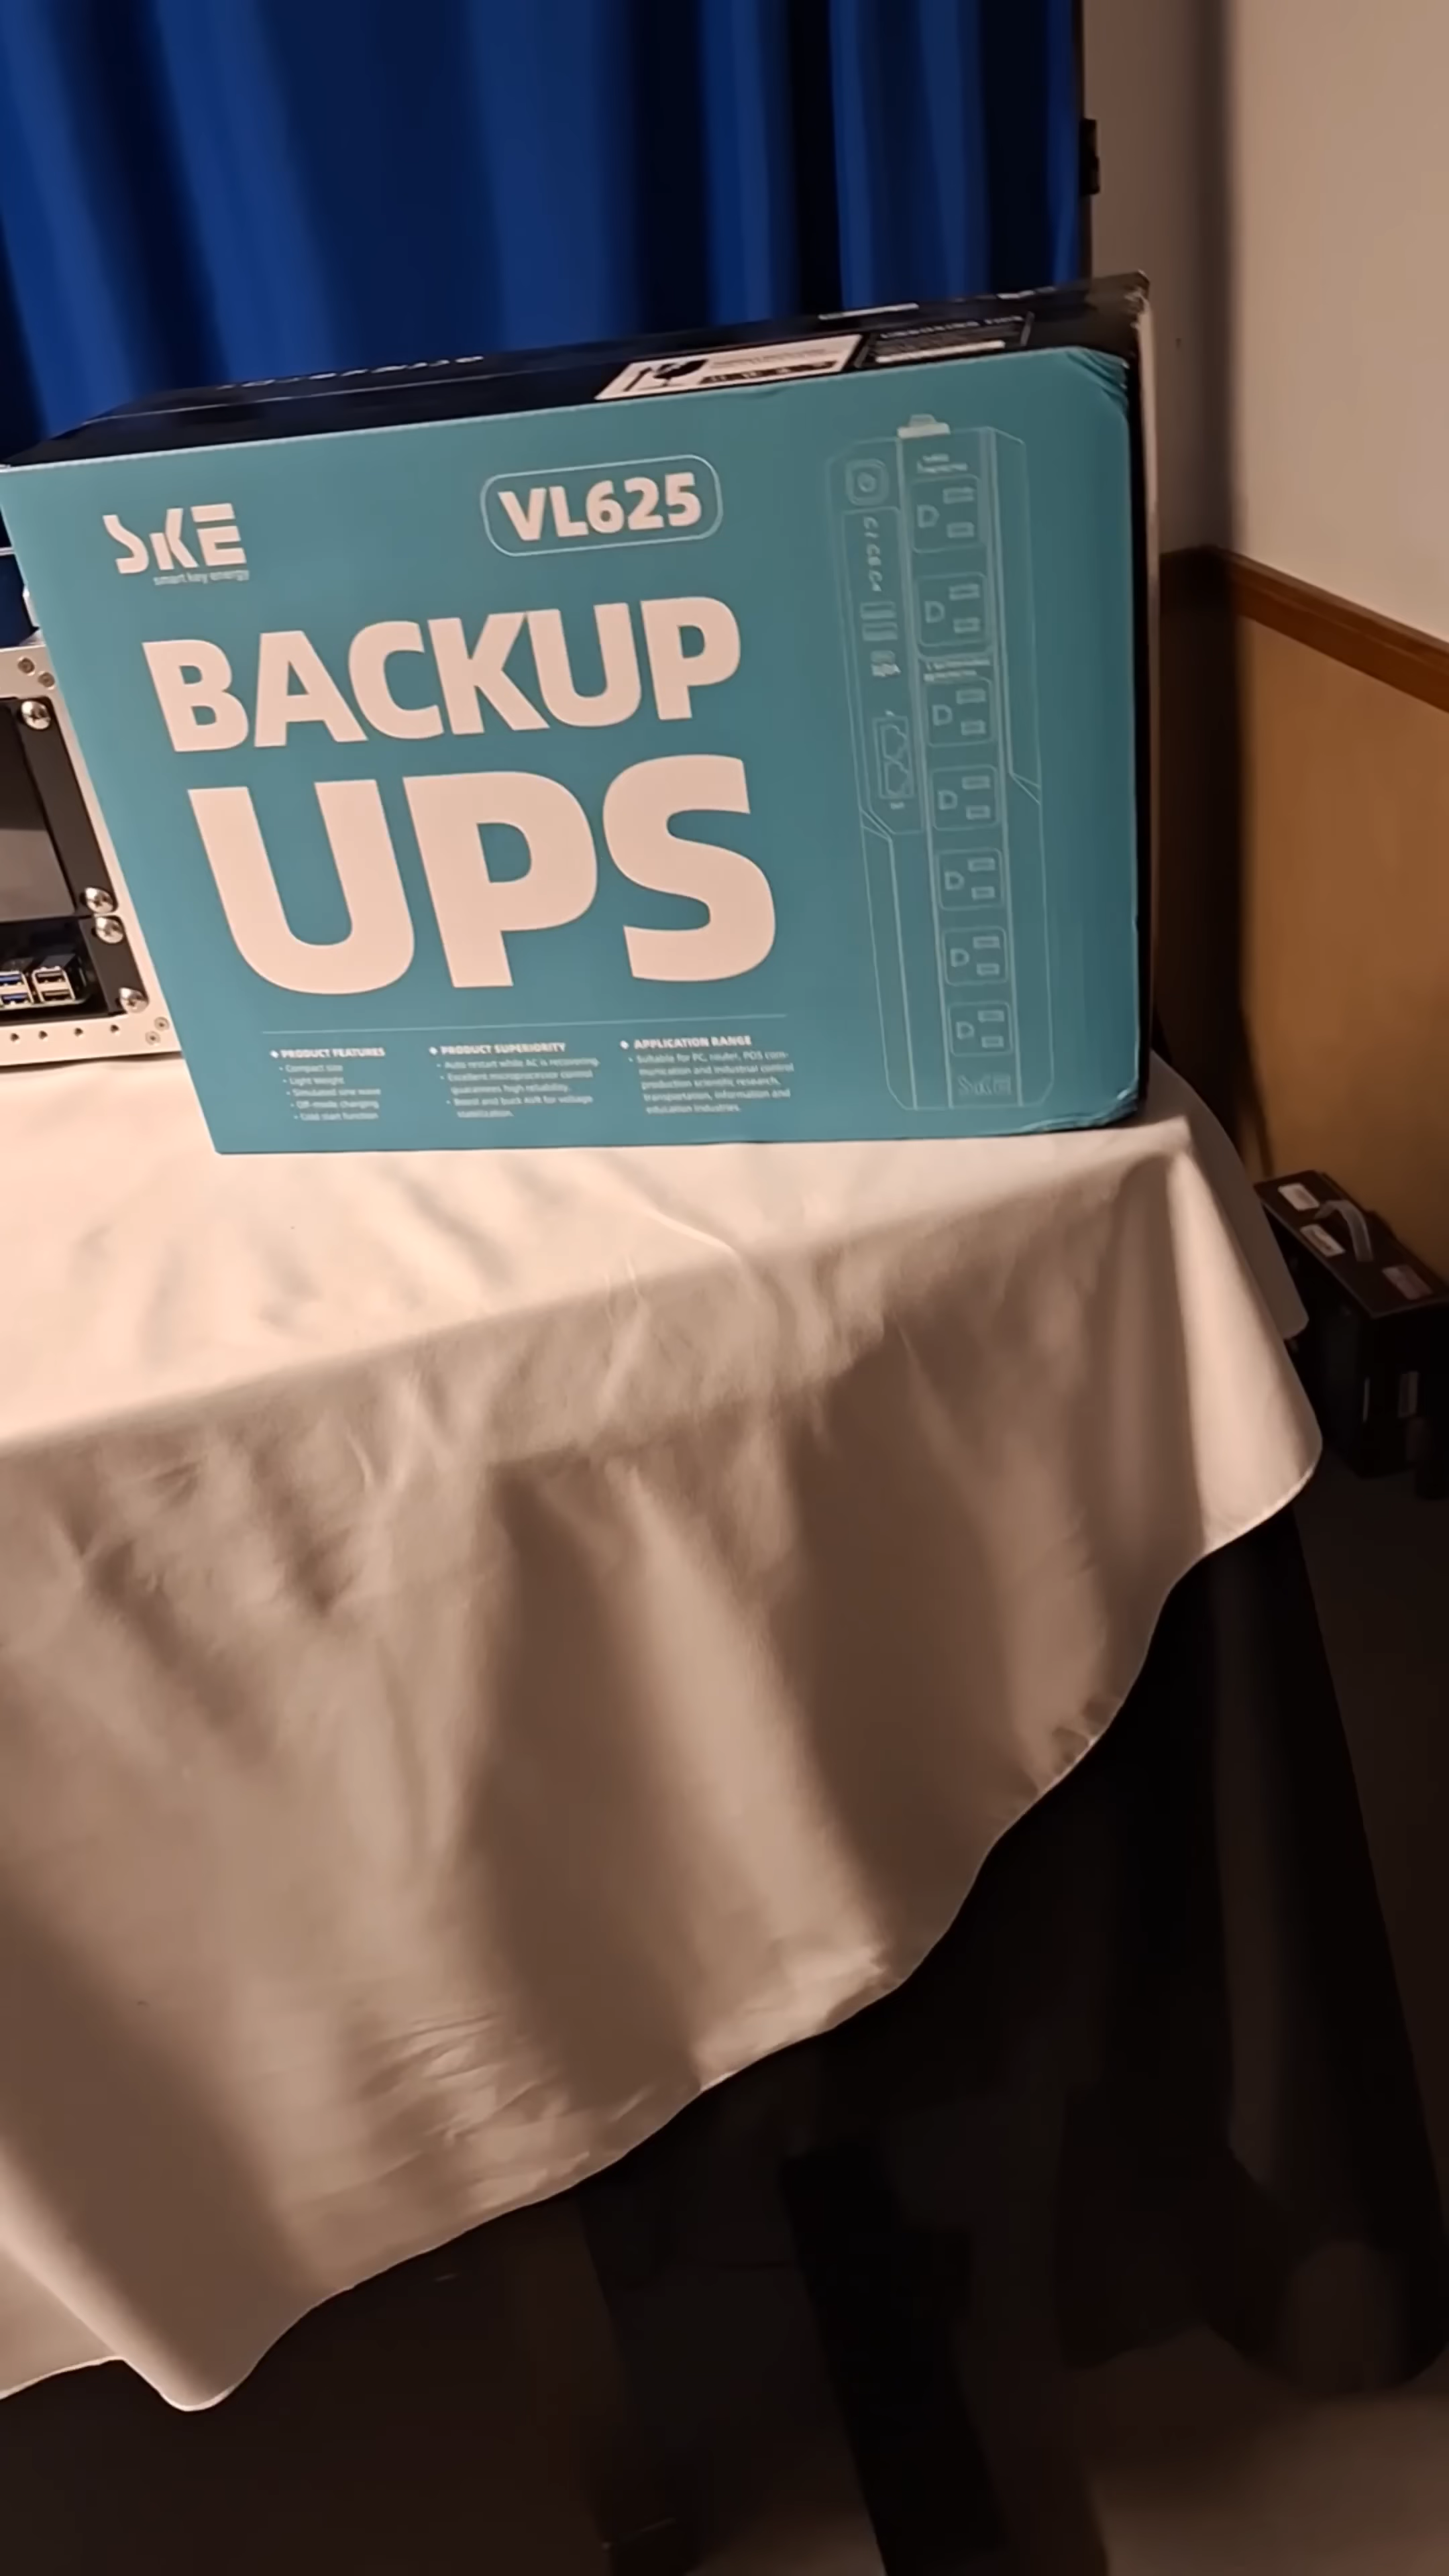 SKE
smart key energy
VL625
BACKUP
UPS
PRODUCT FEATURES
• Compact size
• Light Weight
• Simulated sine wave
• Off-mode charging
• Cold start function
PRODUCT SUPERIORITY
• Auto restart while AC is recovering.
• Excellent microprocessor control
guarantees high reliability.
• Boost and buck AVR for voltage
stabilization.
APPLICATION RANGE
• Suitable for PC, router, POS com-
munication and industrial control
production scientific research,
transportation, information and
education industries.